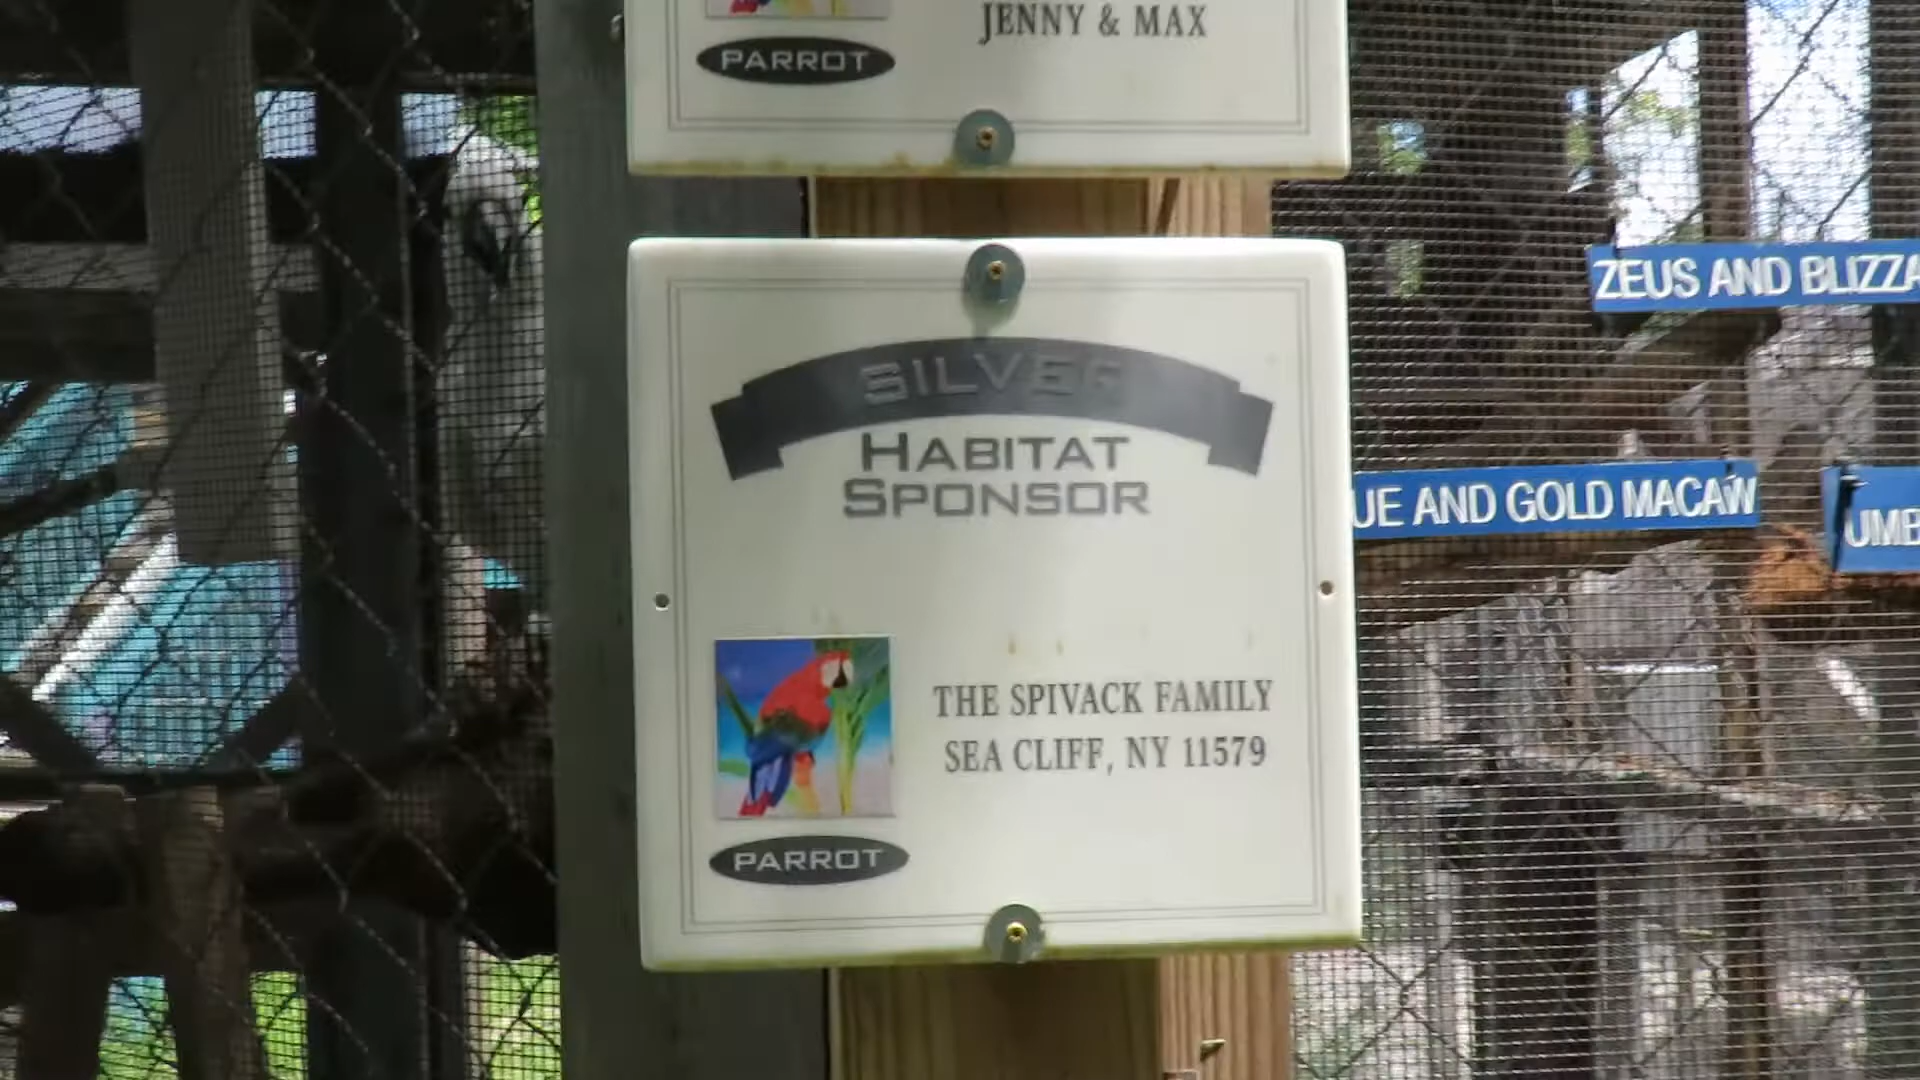 JENNY & MAX
PARROT
SILVER
HABITAT
SPONSOR
THE SPIVACK FAMILY
SEA CLIFF, NY 11579
PARROT
ZEUS AND BLIZZA
UE AND GOLD MACAW
UMB